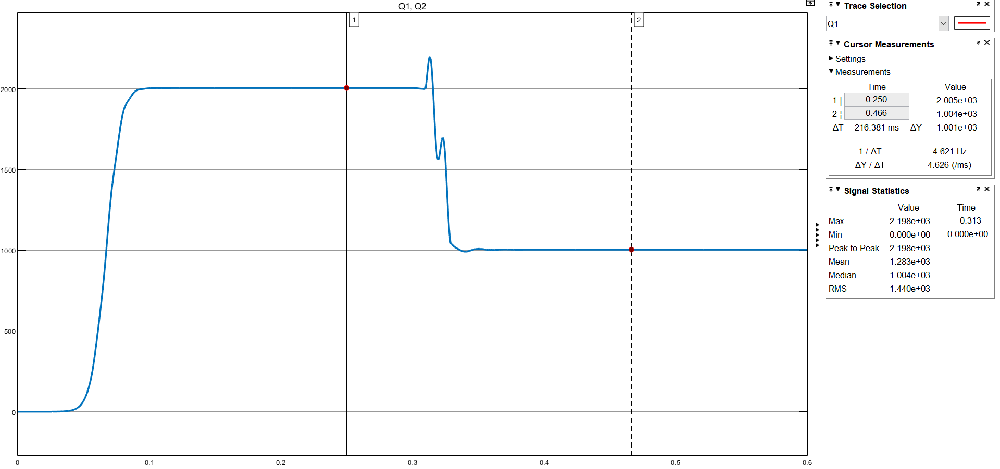 Q1, Q2
1
2
2000
1500
1000
500
0
0 0.1 0.2 0.3 0.4 0.5 0.6
Trace Selection
Q1
Cursor Measurements
Settings
Measurements
Time Value
1 | 0.250 2.005e+03
2 ¦ 0.466 1.004e+03
ΔT 216.381 ms ΔY 1.001e+03
1 / ΔT 4.621 Hz
ΔY / ΔT 4.626 (/ms)
Signal Statistics
Value Time
Max 2.198e+03 0.313
Min 0.000e+00 0.000e+00
Peak to Peak 2.198e+03
Mean 1.283e+03
Median 1.004e+03
RMS 1.440e+03